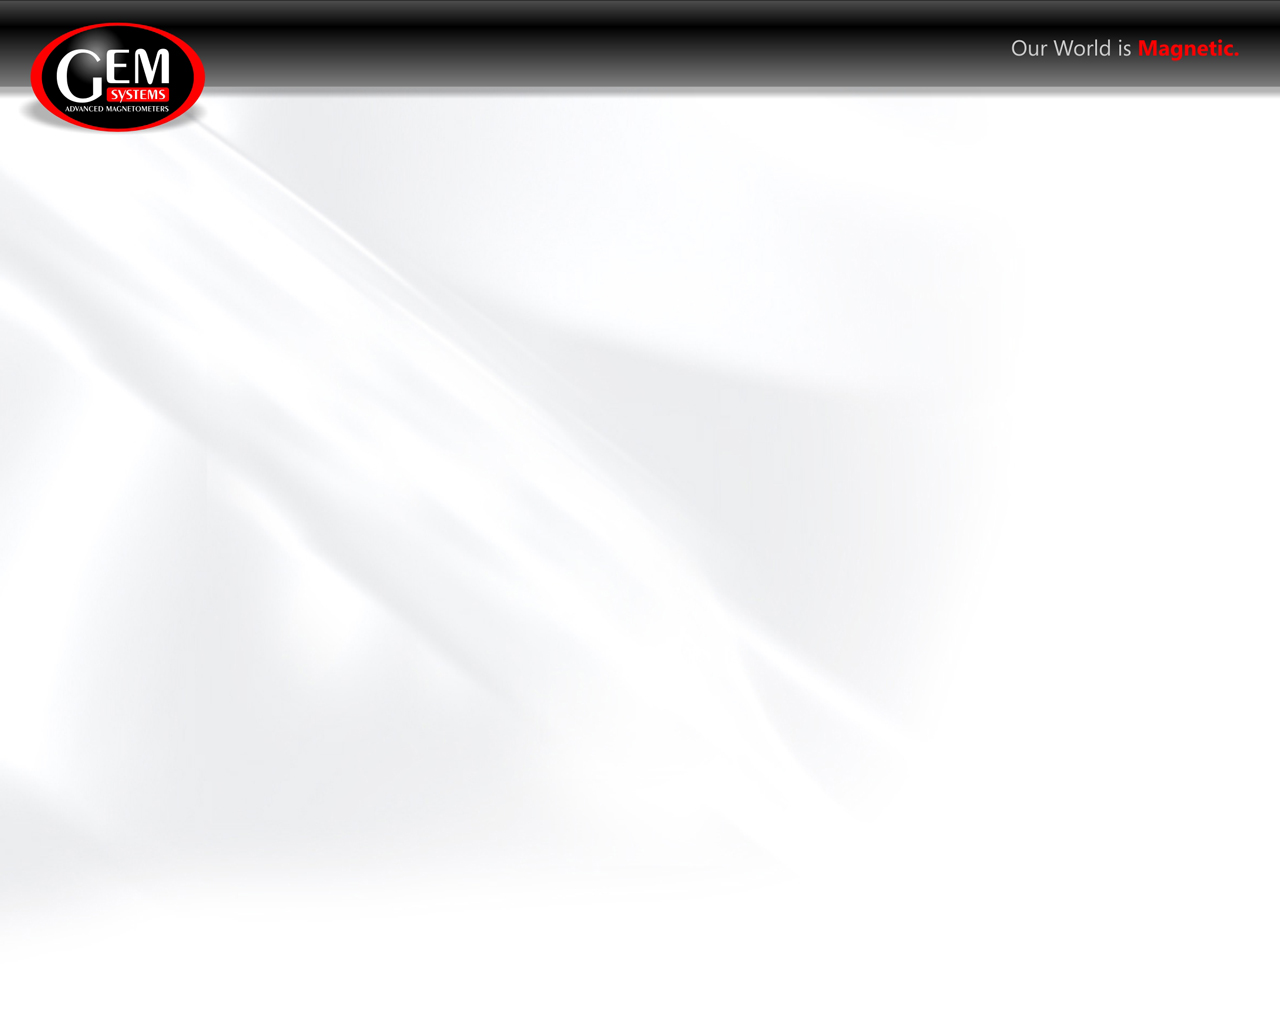 GEM
SYSTEMS
ADVANCED MAGNETOMETERS
Our World is Magnetic.